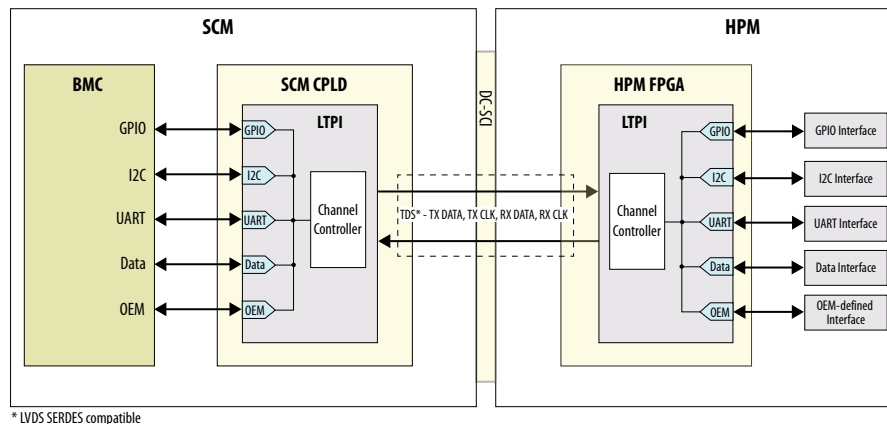 SCM
HPM
BMC
SCM CPLD
DC-SCI
HPM FPGA
LTPI
LTPI
GPIO
GPIO
GPIO
GPIO Interface
I2C
I2C
I2C
I2C Interface
Channel
Controller
TDS* - TX DATA, TX CLK, RX DATA, RX CLK
Channel
Controller
UART
UART
UART
UART Interface
Data
Data
Data
Data Interface
OEM
OEM
OEM
OEM-defined
Interface
* LVDS SERDES compatible